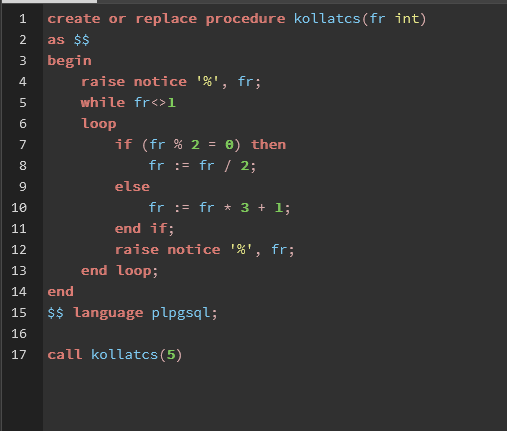 1 create or replace procedure kollatcs(fr int)
2 as $$
3 begin
4     raise notice '%', fr;
5     while fr<>1
6     loop
7         if (fr % 2 = 0) then
8             fr := fr / 2;
9         else
10             fr := fr * 3 + 1;
11         end if;
12         raise notice '%', fr;
13     end loop;
14 end
15 $$ language plpgsql;
16
17 call kollatcs(5)